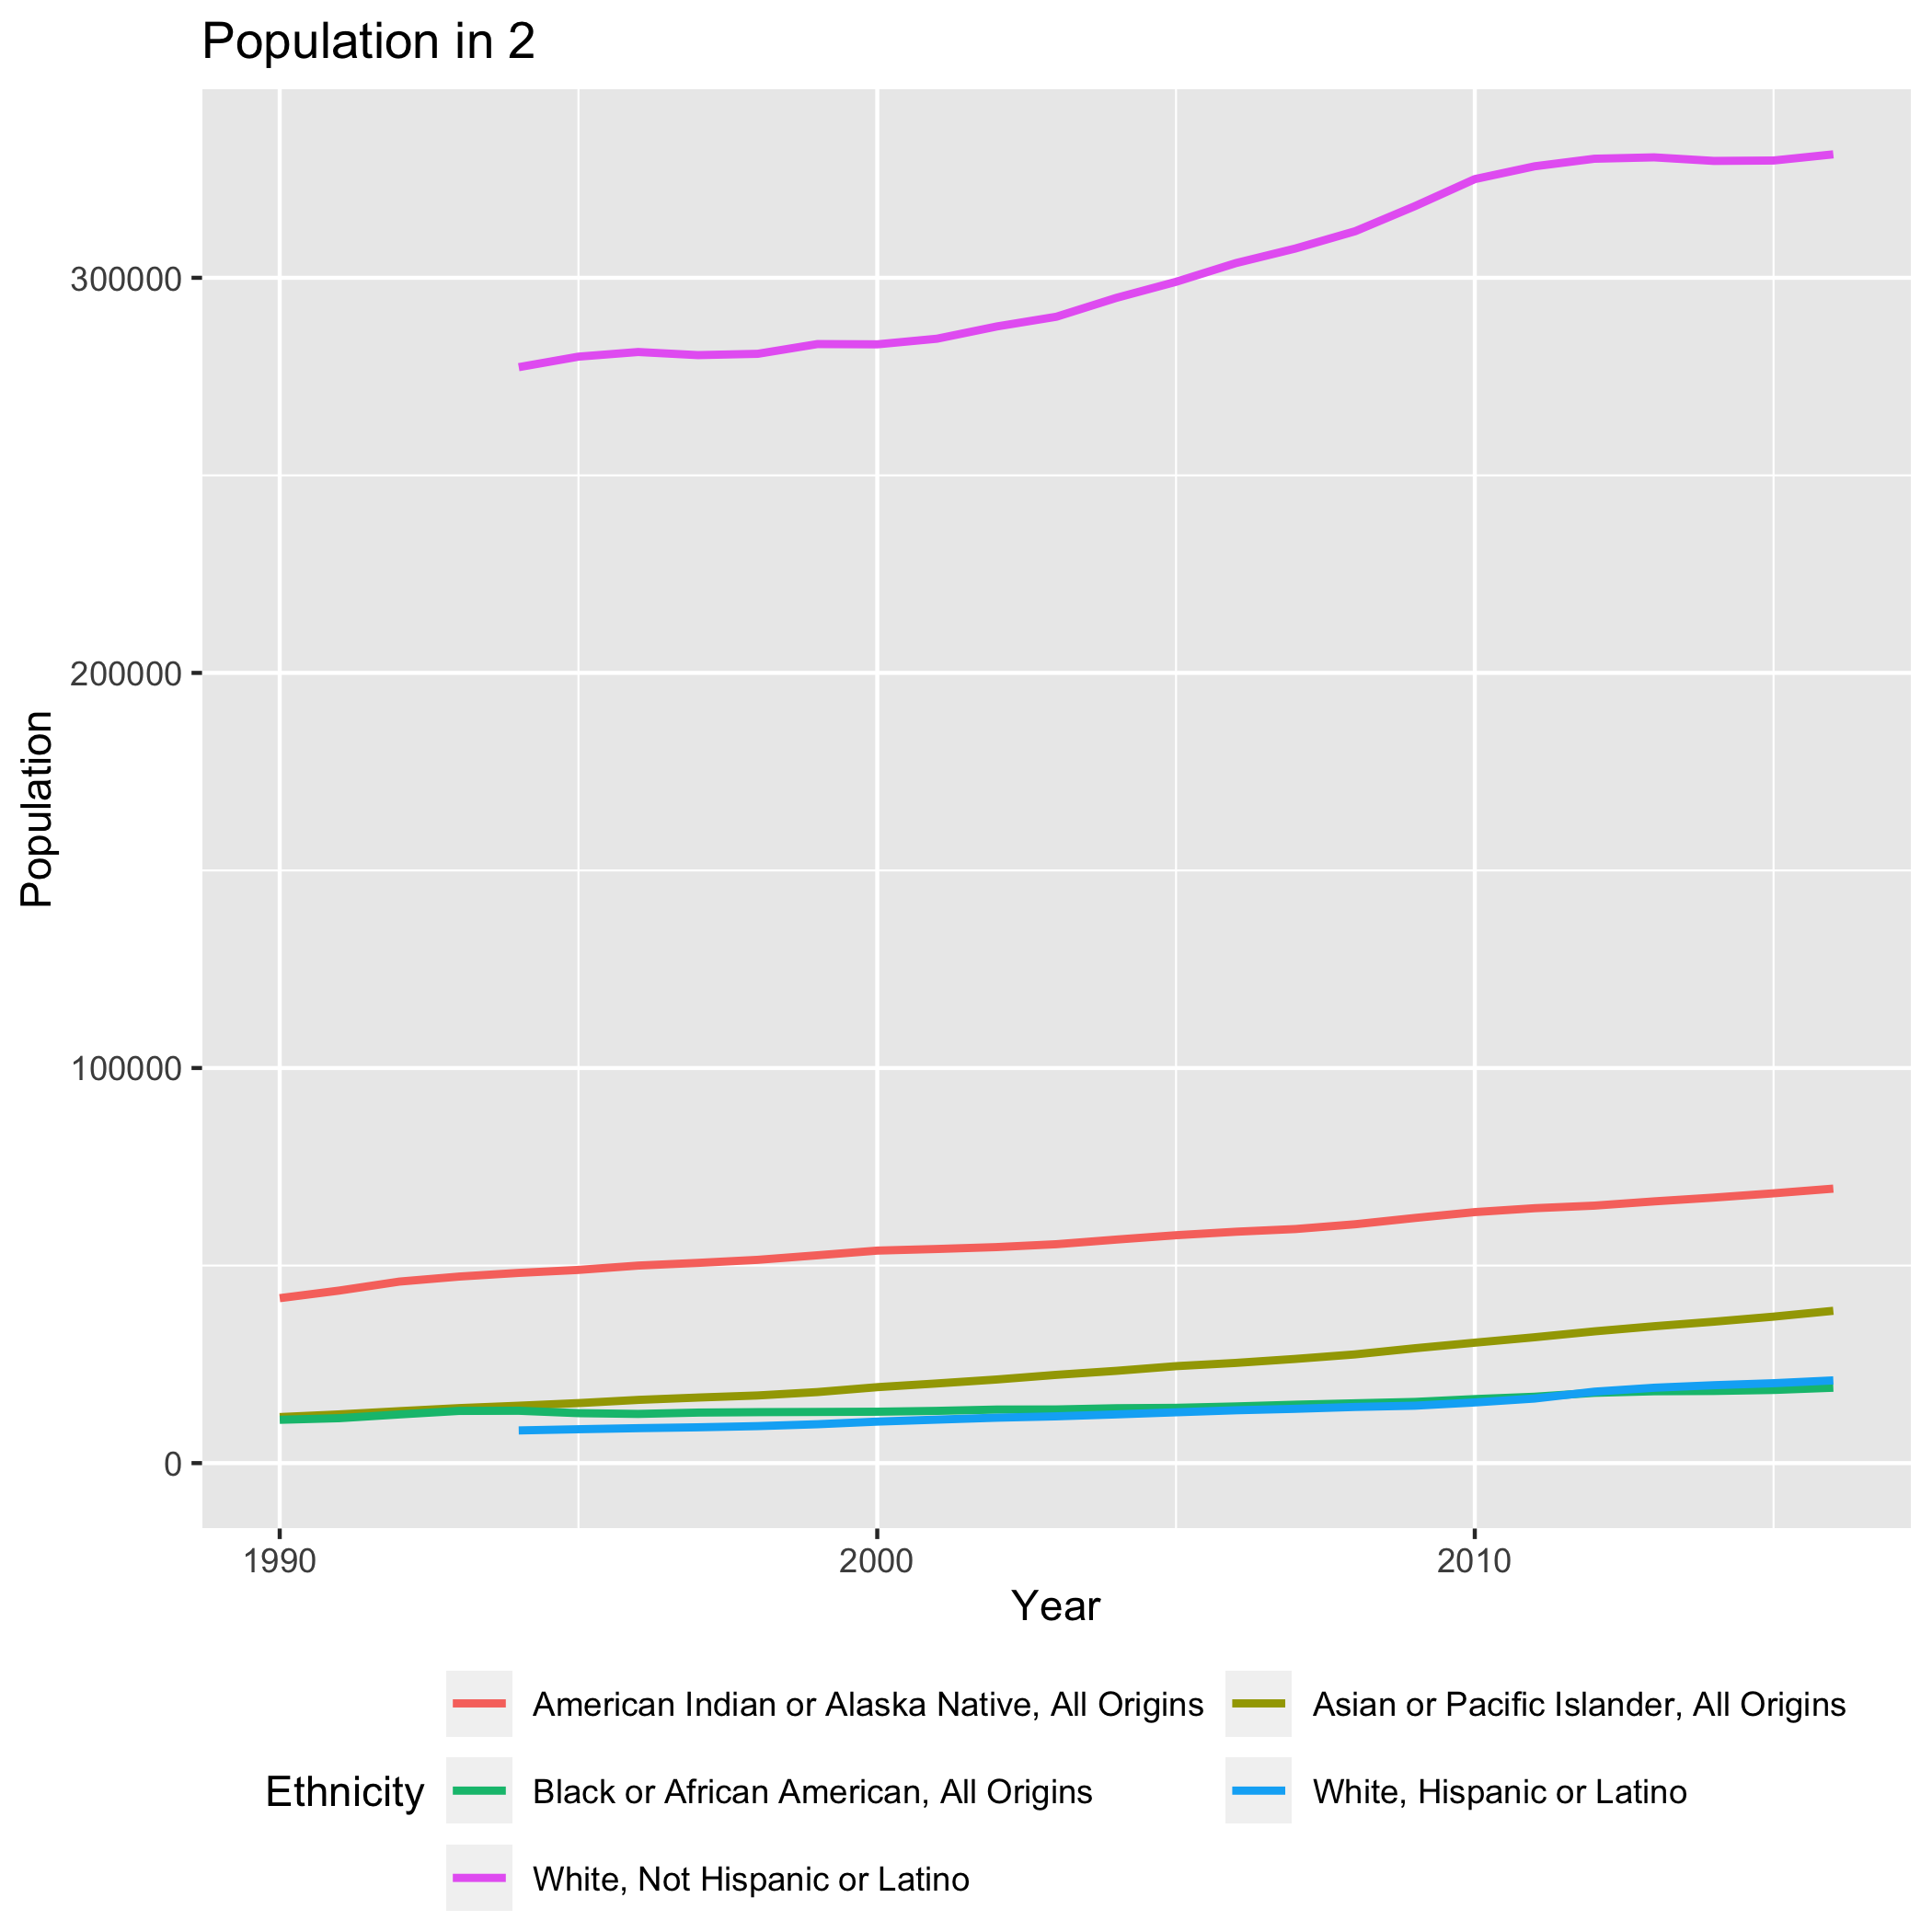 Population in 2
300000
200000
100000
0
Population
1990
2000
2010
Year
Ethnicity
American Indian or Alaska Native, All Origins
Asian or Pacific Islander, All Origins
Black or African American, All Origins
White, Hispanic or Latino
White, Not Hispanic or Latino